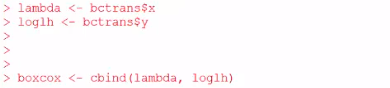 > lambda <- bctrans$x
> loglh <- bctrans$y
>
>
>
> boxcox <- cbind(lambda, loglh)